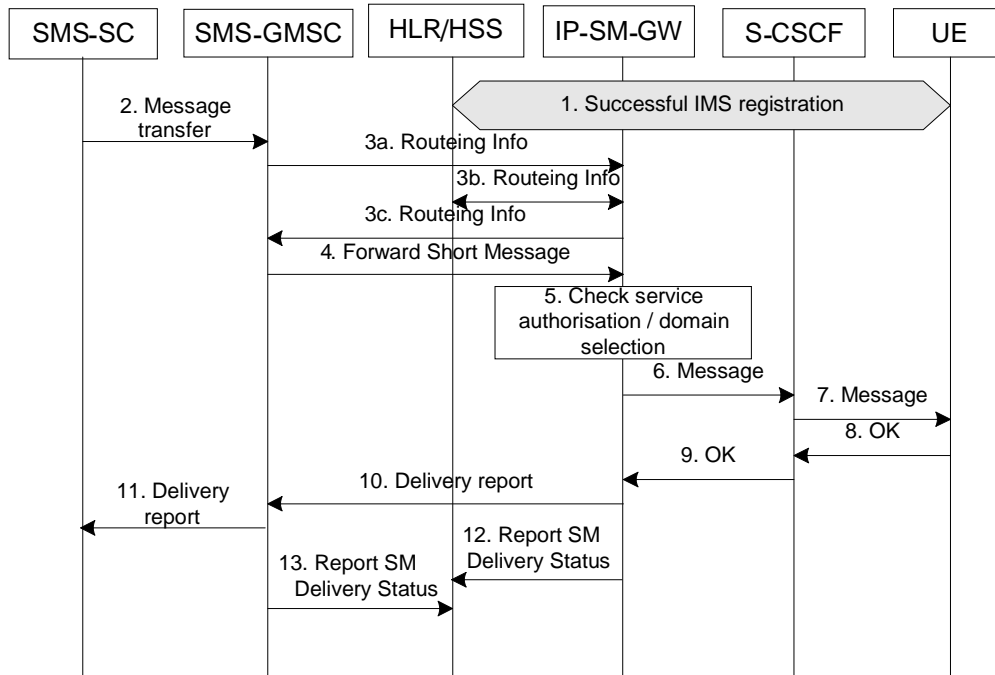 SMS-SC
SMS-GMSC
HLR/HSS
IP-SM-GW
S-CSCF
UE
1. Successful IMS registration
2. Message
transfer
3a. Routeing Info
3b. Routeing Info
3c. Routeing Info
4. Forward Short Message
5. Check service
authorisation / domain
selection
6. Message
7. Message
8. OK
9. OK
10. Delivery report
11. Delivery
report
12. Report SM
Delivery Status
13. Report SM
Delivery Status